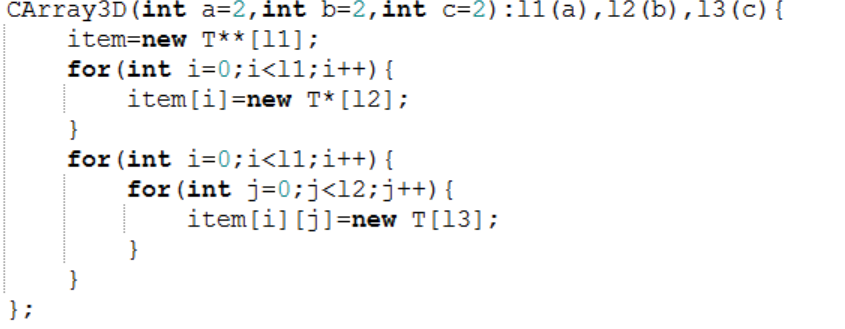 CArray3D(int a=2,int b=2,int c=2):l1(a),l2(b),l3(c){
item=new T**[l1];
for(int i=0;i<l1;i++){
item[i]=new T*[l2];
}
for(int i=0;i<l1;i++){
for(int j=0;j<l2;j++){
item[i][j]=new T[l3];
}
}
};